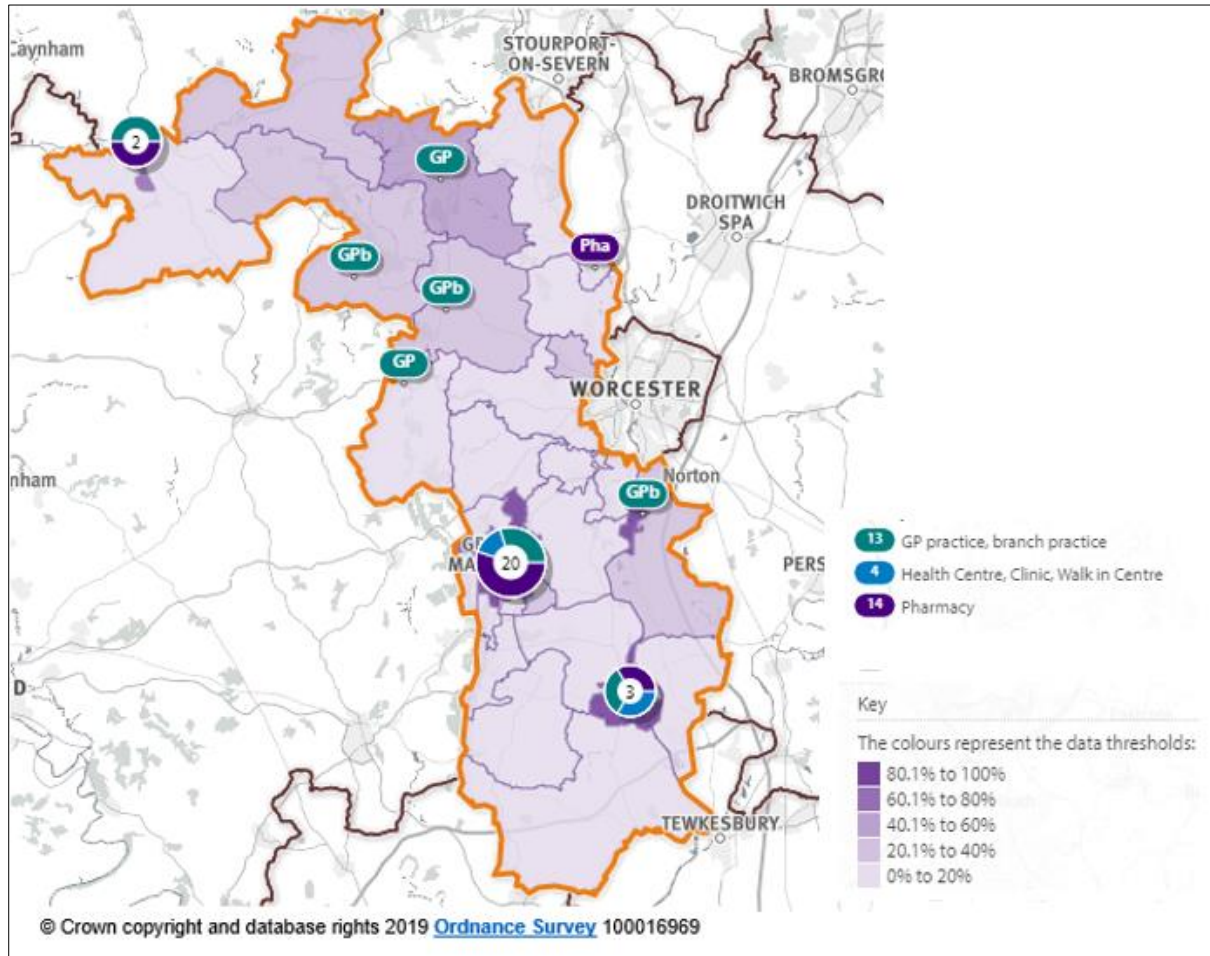 Caynham
STOURPORT-
ON-SEVERN
BROMSGR
2
GP
DROITWICH
SPA
Pha
GPb
GPb
GP
WORCESTER
nham
Norton
GPb
13 GP practice, branch practice
4 Health Centre, Clinic, Walk in Centre
14 Pharmacy
MA
20
PERS
D
3
Key
The colours represent the data thresholds:
80.1% to 100%
60.1% to 80%
40.1% to 60%
20.1% to 40%
0% to 20%
TEWKESBURY
© Crown copyright and database rights 2019 Ordnance Survey 100016969